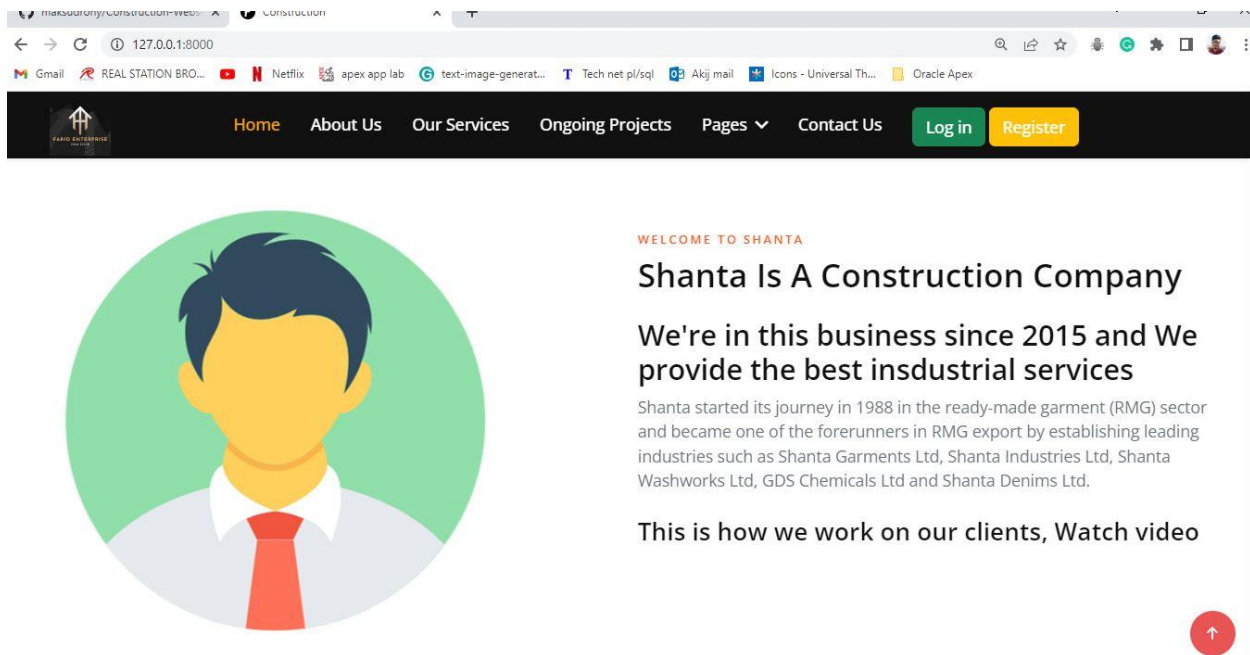 maksudrony/Construction-Webs
Construction
127.0.0.1:8000
Gmail REAL STATION BRO... Netflix apex app lab text-image-generat... Tech net pl/sql Akij mail Icons - Universal Th... Oracle Apex
Home About Us Our Services Ongoing Projects Pages Contact Us Log in Register
WELCOME TO SHANTA
Shanta Is A Construction Company
We're in this business since 2015 and We
provide the best insdustrial services
Shanta started its journey in 1988 in the ready-made garment (RMG) sector
and became one of the forerunners in RMG export by establishing leading
industries such as Shanta Garments Ltd, Shanta Industries Ltd, Shanta
Washworks Ltd, GDS Chemicals Ltd and Shanta Denims Ltd.
This is how we work on our clients, Watch video